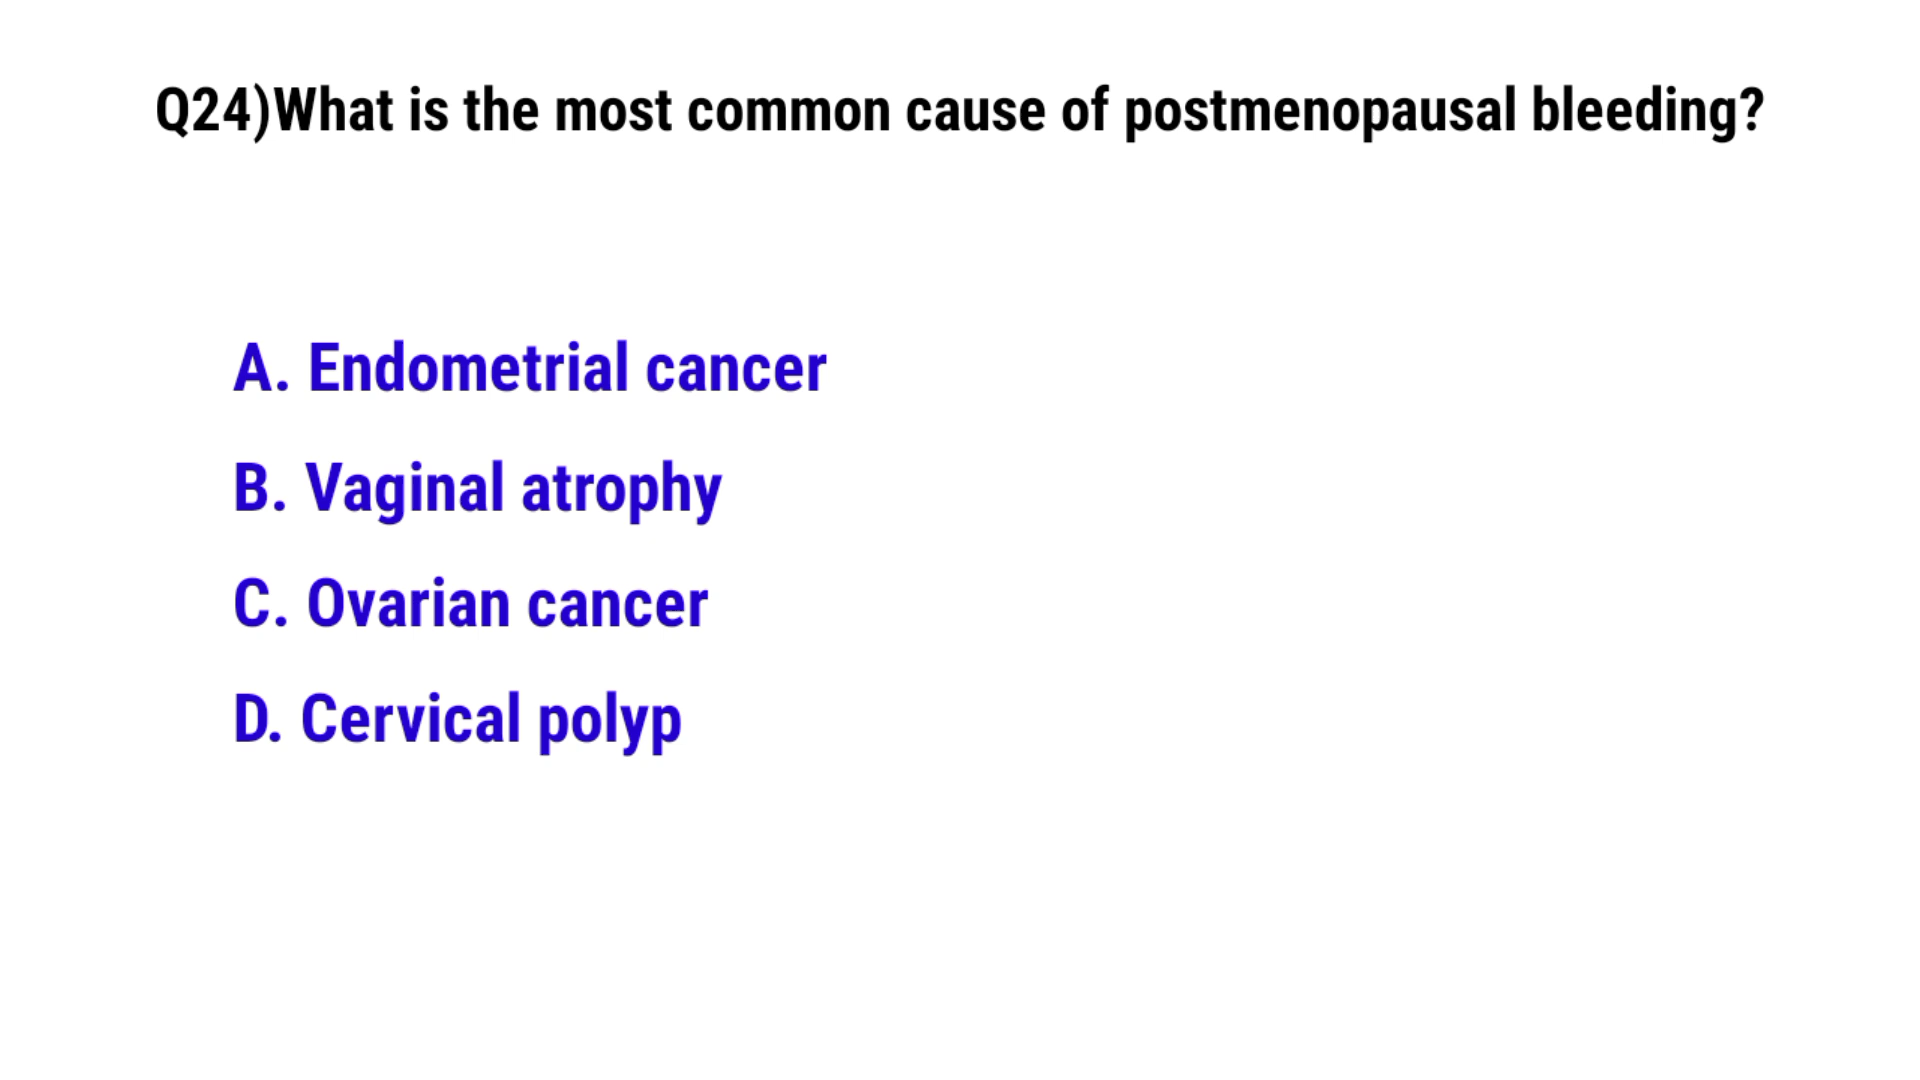 Q24)What is the most common cause of postmenopausal bleeding?
A. Endometrial cancer
B. Vaginal atrophy
C. Ovarian cancer
D. Cervical polyp